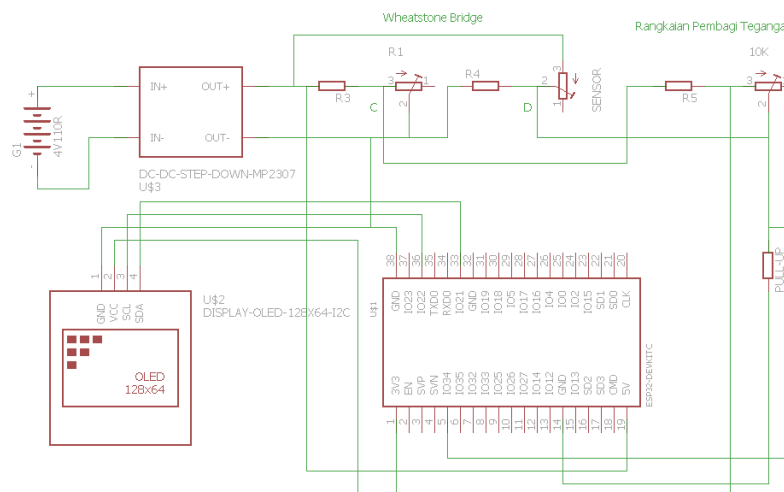 Wheatstone Bridge
Rangkaian Pembagi Teganga
R1
10K
3
1
2
R3
C
R4
3
2
1
D
SENSOR
R5
3
2
+
-
G1
4V110R
IN+
OUT+
IN-
OUT-
DC-DC-STEP-DOWN-MP2307
U$3
PULL-UP
1
2
3
4
GND
VCC
SCL
SDA
U$2
DISPLAY-OLED-128X64-I2C
OLED
128x64
U$1
38
37
36
35
34
33
32
31
30
29
28
27
26
25
24
23
22
21
20
GND
IO23
IO22
TXD0
RXD0
IO21
GND
IO19
IO18
IO5
IO17
IO16
IO4
IO0
IO2
IO15
SD1
SD0
CLK
3V3
EN
SVP
SVN
IO34
IO35
IO32
IO33
IO25
IO26
IO27
IO14
IO12
GND
IO13
SD2
SD3
CMD
5V
1
2
3
4
5
6
7
8
9
10
11
12
13
14
15
16
17
18
19
ESP32-DEVKITC